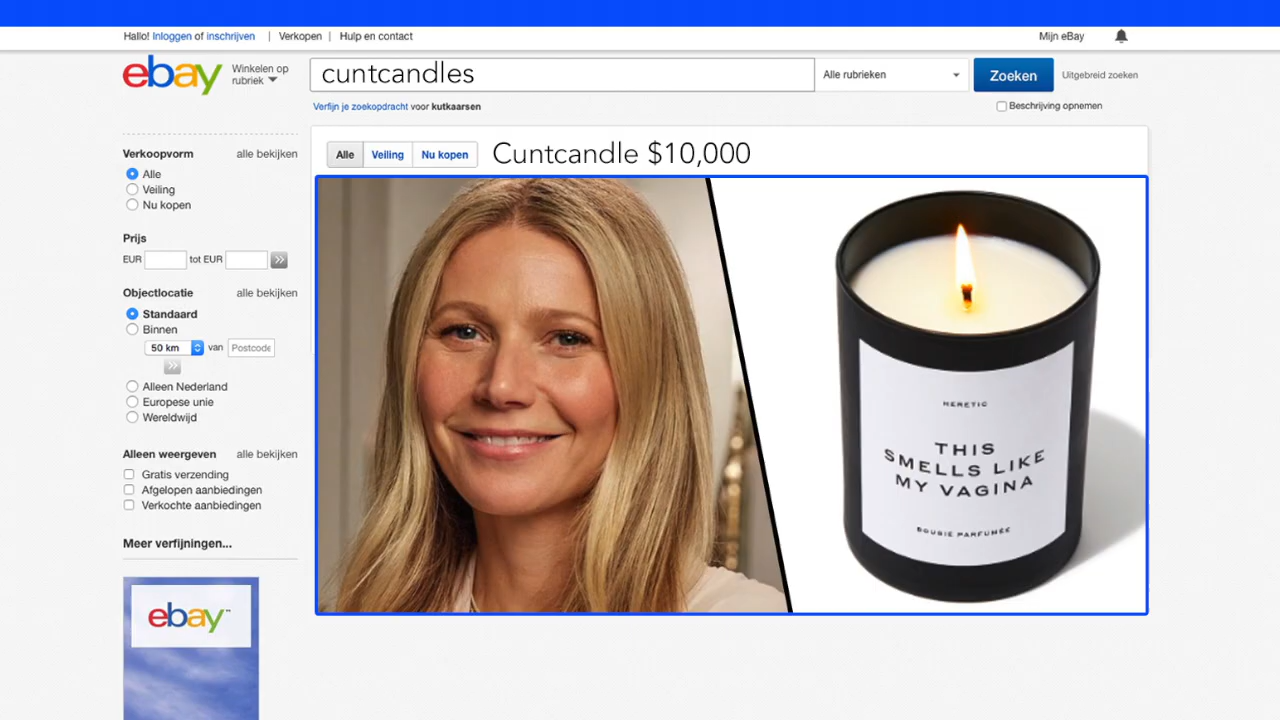 Hallo! Inloggen of inschrijven | Verkopen | Hulp en contact Mijn eBay
ebay Winkelen op rubriek cuntcandles Alle rubrieken Zoeken Uitgebreid zoeken
Verfijn je zoekopdracht voor kutkaarsen Beschrijving opnemen
Verkoopvorm alle bekijken
Alle
Veiling
Nu kopen
Prijs
EUR tot EUR
Objectlocatie alle bekijken
Standaard
Binnen
50 km van Postcode
Alleen Nederland
Europese unie
Wereldwijd
Alleen weergeven alle bekijken
Gratis verzending
Afgelopen aanbiedingen
Verkochte aanbiedingen
Meer verfijningen...
ebay™
Alle Veiling Nu kopen Cuntcandle $10,000
HERETIC
THIS
SMELLS LIKE
MY VAGINA
BOUGIE PARFUMÉE